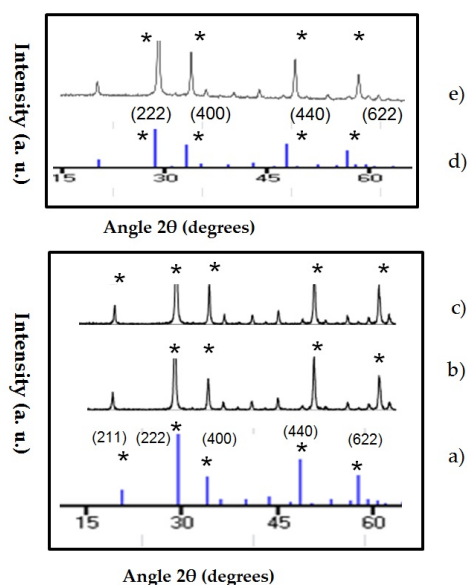 Intensity (a. u.)
* * * *
e)
(222) (400) (440) (622)
* * * *
d)
15 45 60
Angle 2θ (degrees)
Intensity (a. u.)
* * * * *
c)
* * * *
b)
*
(211) (222) (400) (440) (622)
* * * *
a)
15 30 45 60
Angle 2θ (degrees)